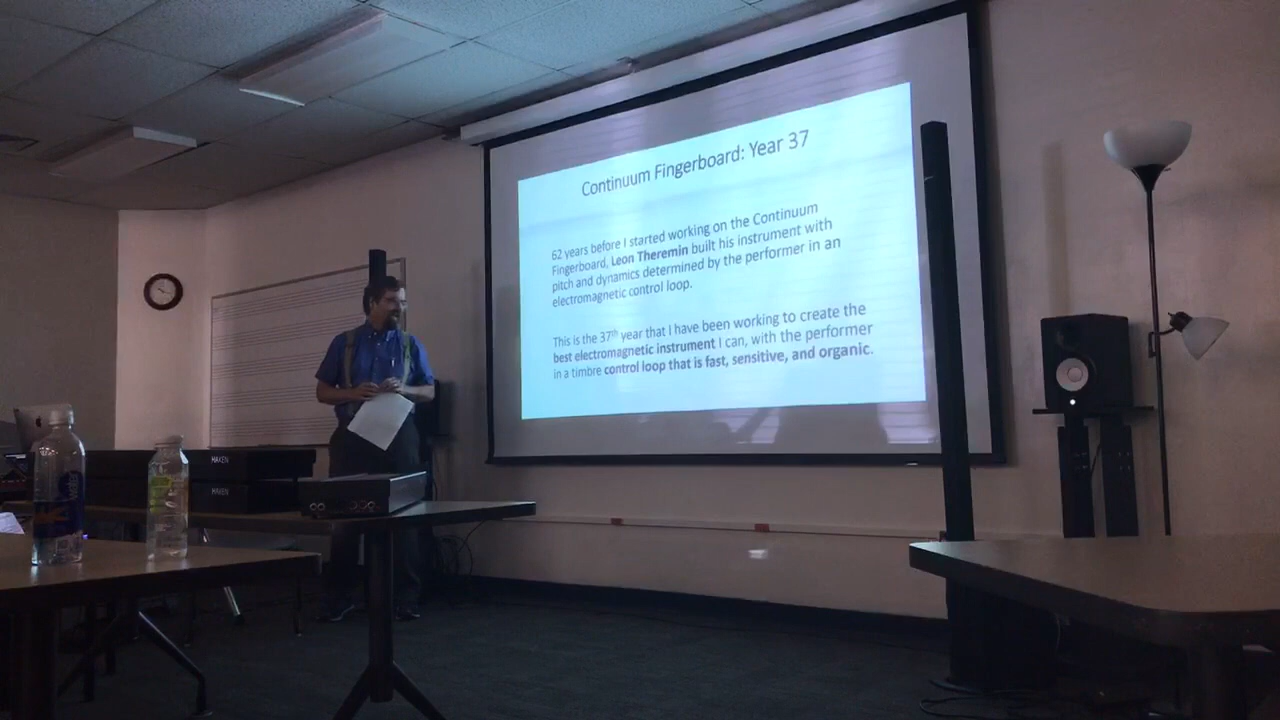 Continuum Fingerboard: Year 37
62 years before I started working on the Continuum
Fingerboard, Leon Theremin built his instrument with
pitch and dynamics determined by the performer in an
electromagnetic control loop.
This is the 37th year that I have been working to create the
best electromagnetic instrument I can, with the performer
in a timbre control loop that is fast, sensitive, and organic.
HAKEN
HAKEN